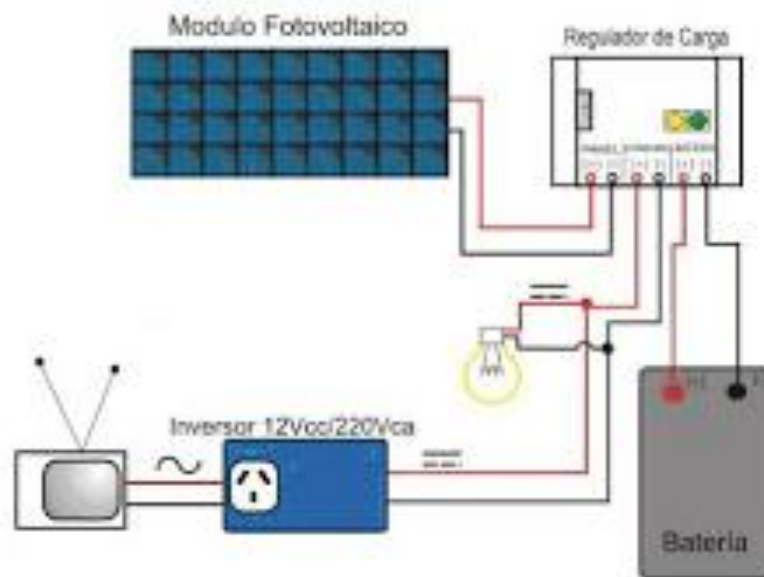 Modulo Fotovoltaico
Regulador de Carga
Inversor 12Vcc/220Vca
Bateria